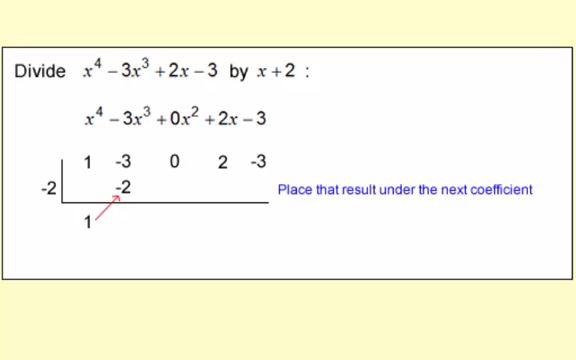 Divide x⁴ − 3x³ + 2x − 3 by x + 2 :
x⁴ − 3x³ + 0x² + 2x − 3
1 -3 0 2 -3
-2 -2 Place that result under the next coefficient
1